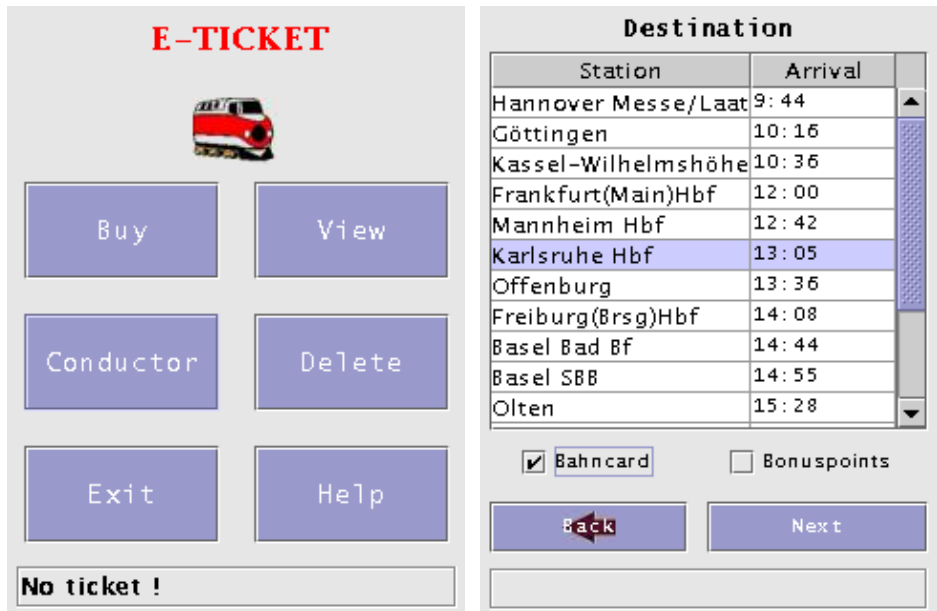 E-TICKET
Buy View
Conductor Delete
Exit Help
No ticket !
Destination
Station Arrival
Hannover Messe/Laat 9:44
Göttingen 10:16
Kassel-Wilhelmshöhe 10:36
Frankfurt(Main)Hbf 12:00
Mannheim Hbf 12:42
Karlsruhe Hbf 13:05
Offenburg 13:36
Freiburg(Brsg)Hbf 14:08
Basel Bad Bf 14:44
Basel SBB 14:55
Olten 15:28
Bahncard Bonuspoints
Back Next